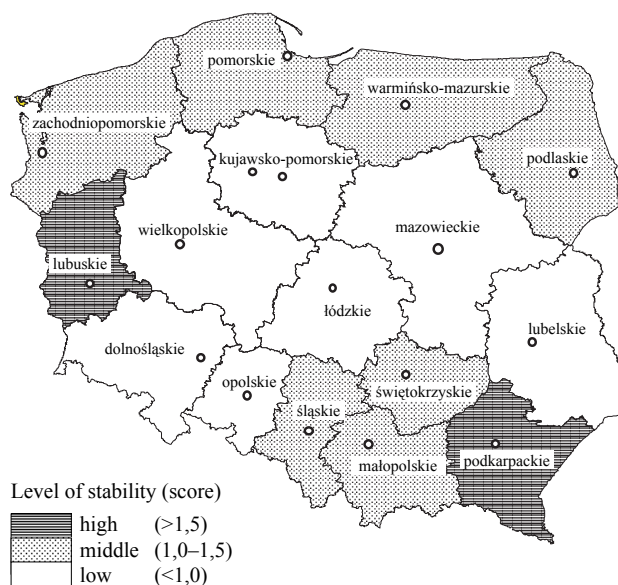 pomorskie
warmińsko-mazurskie
zachodniopomorskie
kujawsko-pomorskie
podlaskie
wielkopolskie
mazowieckie
lubuskie
łódzkie
lubelskie
dolnośląskie
opolskie
świętokrzyskie
śląskie
małopolskie
podkarpackie
Level of stability (score)
high (>1,5)
middle (1,0–1,5)
low (<1,0)